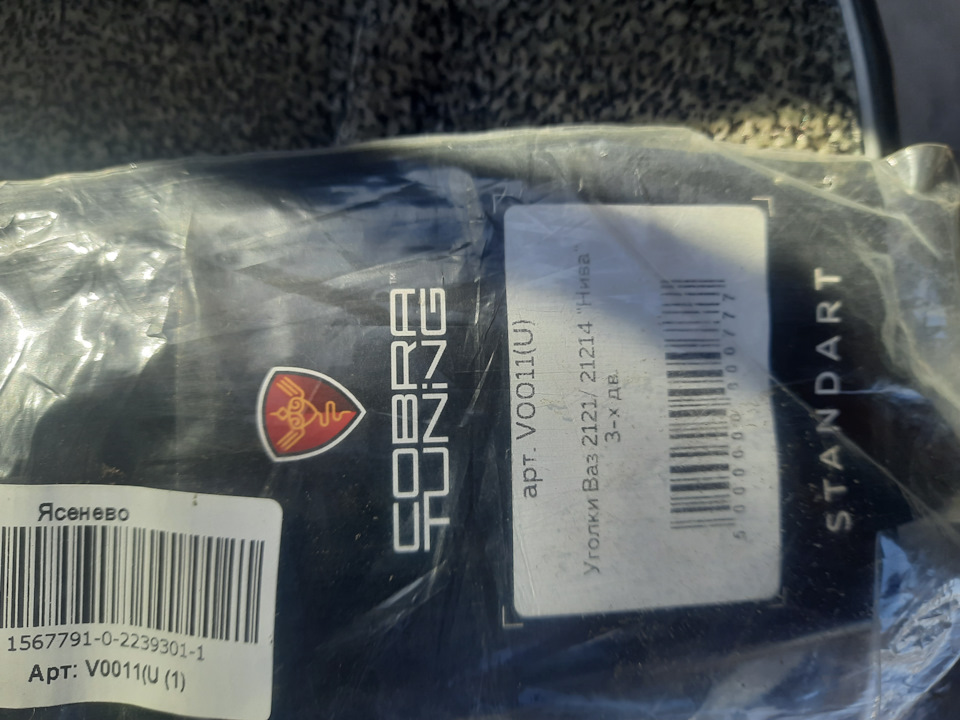 COBRA™
TUNiNG
арт. V0011(U)
Уголки Ваз 2121/ 21214 "Нива"
3-х дв.
STANDART
Ясенево
1567791-0-2239301-1
Арт: V0011(U (1)